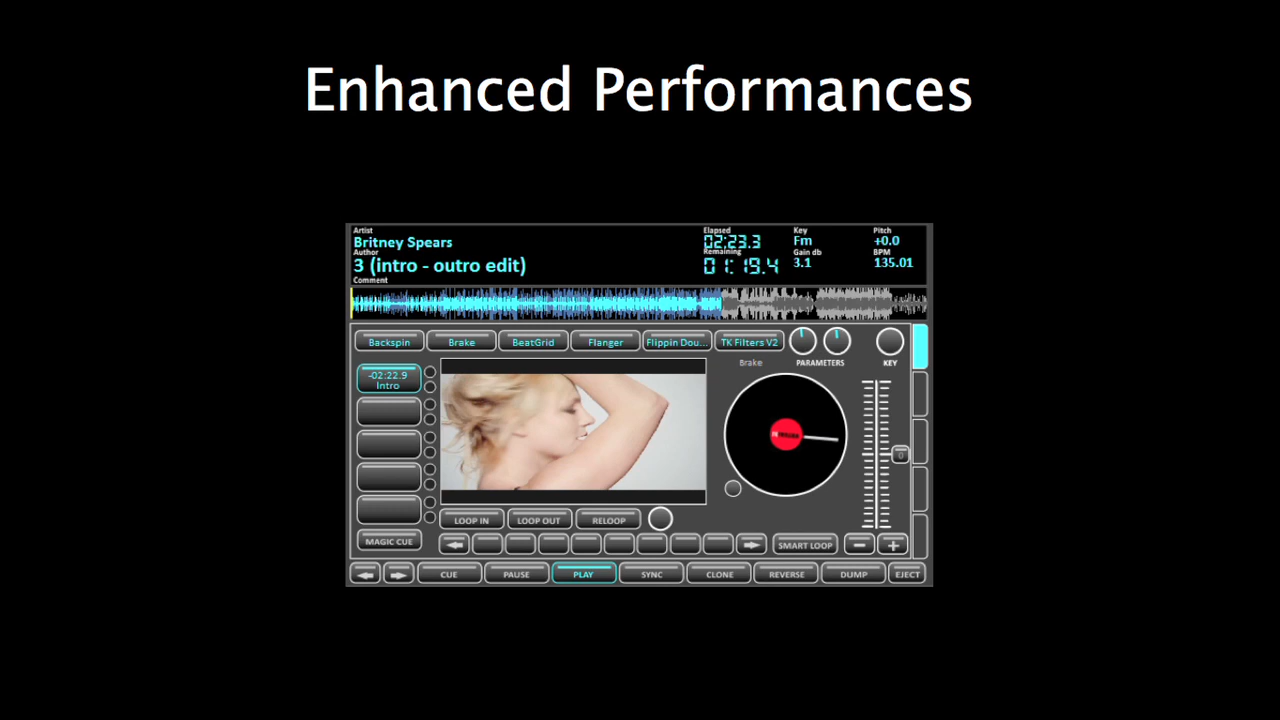 Enhanced Performances
Artist
Britney Spears
Author
3 (intro - outro edit)
Comment
Elapsed
02:23.3
Remaining
01:19.4
Key
Fm
Gain db
3.1
Pitch
+0.0
BPM
135.01
Backspin Brake BeatGrid Flanger Flippin Dou... TK Filters V2
Brake PARAMETERS KEY
-02:22.9
Intro
0
LOOP IN LOOP OUT RELOOP
MAGIC CUE
SMART LOOP − +
CUE PAUSE PLAY SYNC CLONE REVERSE DUMP EJECT